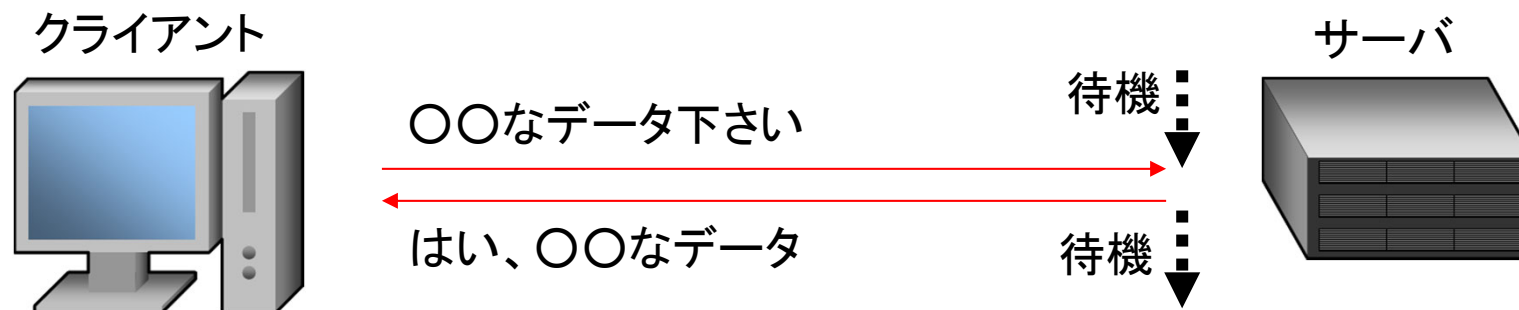 クライアント
サーバ
〇〇なデータ下さい
待機
はい、〇〇なデータ
待機